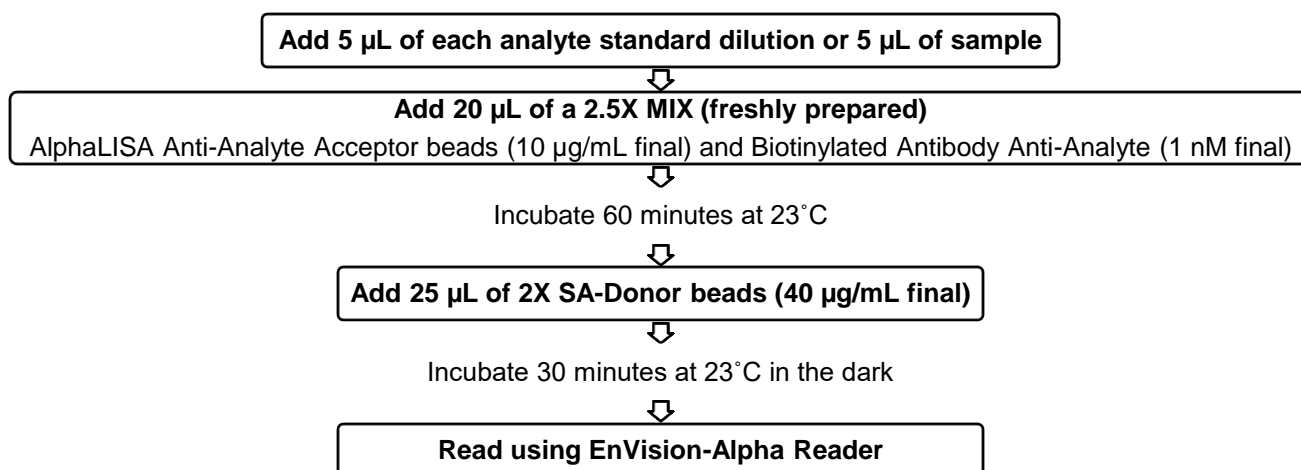 Add 5 µL of each analyte standard dilution or 5 µL of sample
Add 20 µL of a 2.5X MIX (freshly prepared)
AlphaLISA Anti-Analyte Acceptor beads (10 µg/mL final) and Biotinylated Antibody Anti-Analyte (1 nM final)
Incubate 60 minutes at 23˚C
Add 25 µL of 2X SA-Donor beads (40 µg/mL final)
Incubate 30 minutes at 23˚C in the dark
Read using EnVision-Alpha Reader